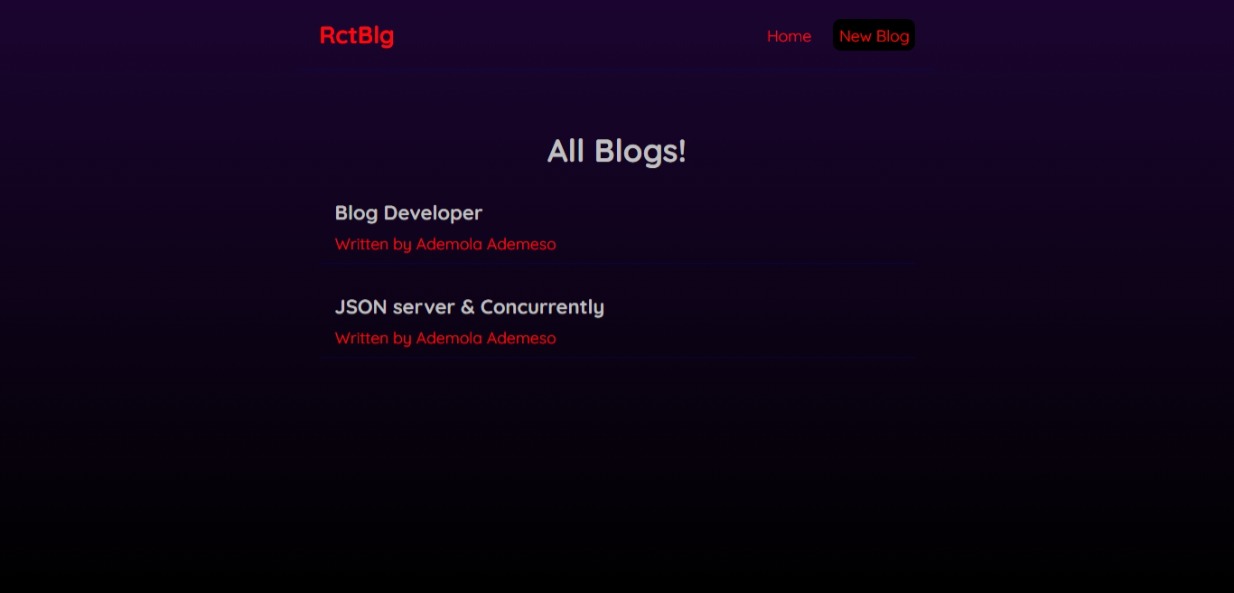 RctBlg
Home
New Blog
All Blogs!
Blog Developer
Written by Ademola Ademeso
JSON server & Concurrently
Written by Ademola Ademeso